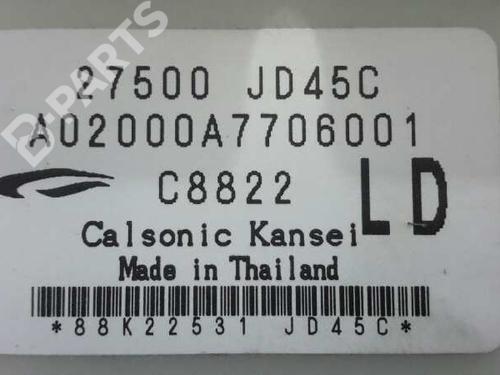 B-PARTS
27500 JD45C
A02000A7706001
C8822
LD
Calsonic Kansei
Made in Thailand
*88K22531 JD45C*